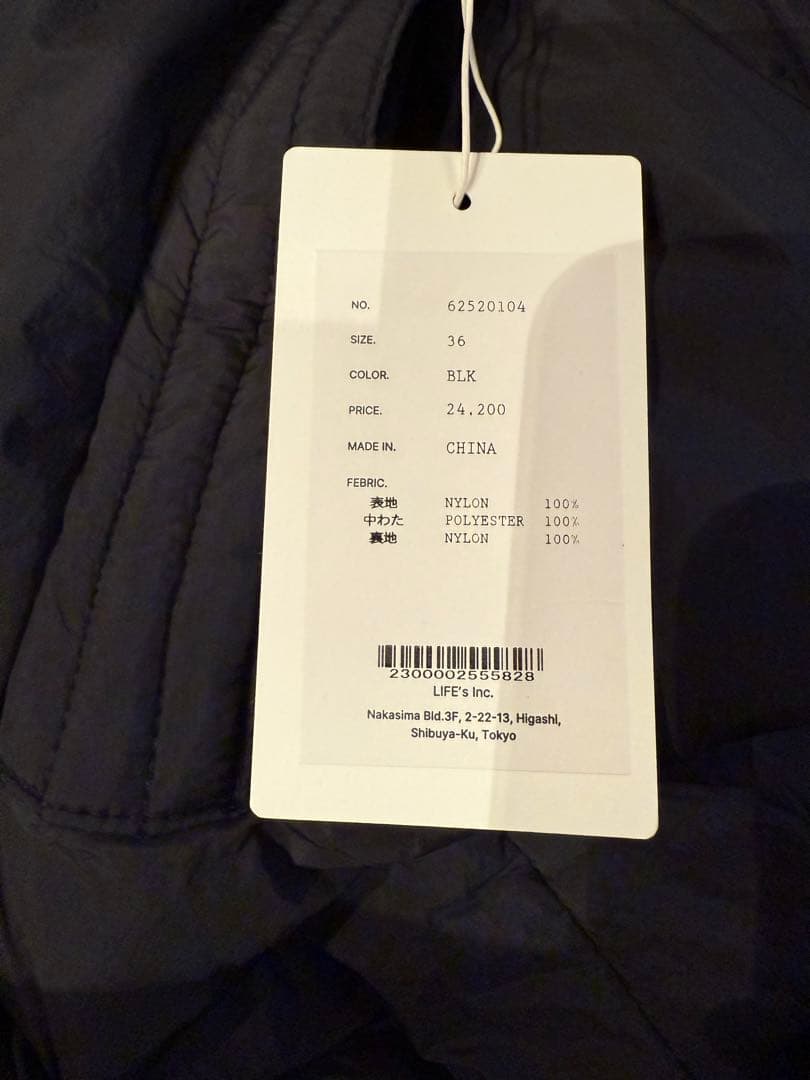 NO. 62520104
SIZE. 36
COLOR. BLK
PRICE. 24,200
MADE IN. CHINA
FEBRIC.
表地 NYLON 100%
中わた POLYESTER 100%
裏地 NYLON 100%
2300002555828
LIFE's Inc.
Nakasima Bld.3F, 2-22-13, Higashi,
Shibuya-Ku, Tokyo